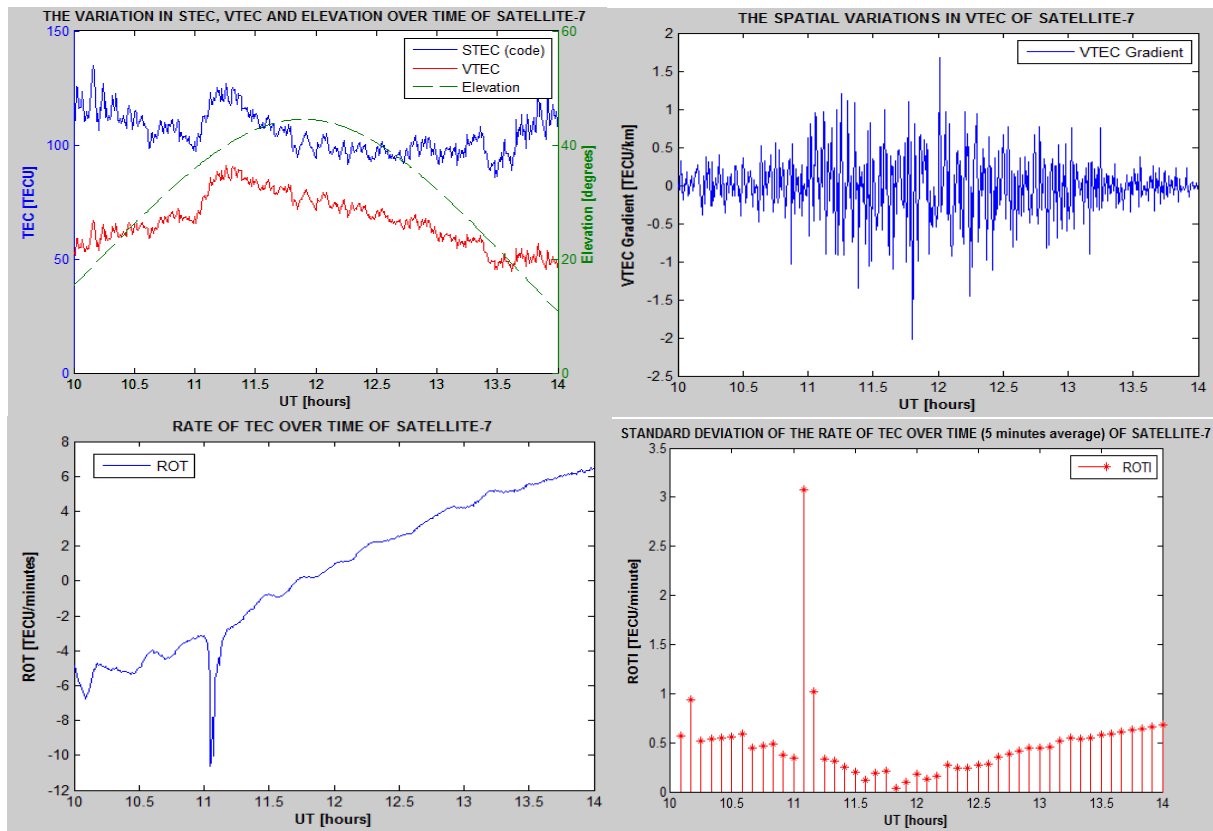 THE VARIATION IN STEC, VTEC AND ELEVATION OVER TIME OF SATELLITE-7
150
100
50
0
TEC [TECU]
STEC (code)
VTEC
Elevation
60
40
20
0
Elevation [degrees]
10 10.5 11 11.5 12 12.5 13 13.5 14
UT [hours]
THE SPATIAL VARIATIONS IN VTEC OF SATELLITE-7
2
1.5
1
0.5
0
-0.5
-1
-1.5
-2
-2.5
VTEC Gradient [TECU/km]
VTEC Gradient
10 10.5 11 11.5 12 12.5 13 13.5 14
UT [hours]
RATE OF TEC OVER TIME OF SATELLITE-7
8
6
4
2
0
-2
-4
-6
-8
-10
-12
ROT [TECU/minutes]
ROT
10 10.5 11 11.5 12 12.5 13 13.5 14
UT [hours]
STANDARD DEVIATION OF THE RATE OF TEC OVER TIME (5 minutes average) OF SATELLITE-7
3.5
3
2.5
2
1.5
1
0.5
0
ROTI [TECU/minute]
ROTI
10 10.5 11 11.5 12 12.5 13 13.5 14
UT [hours]